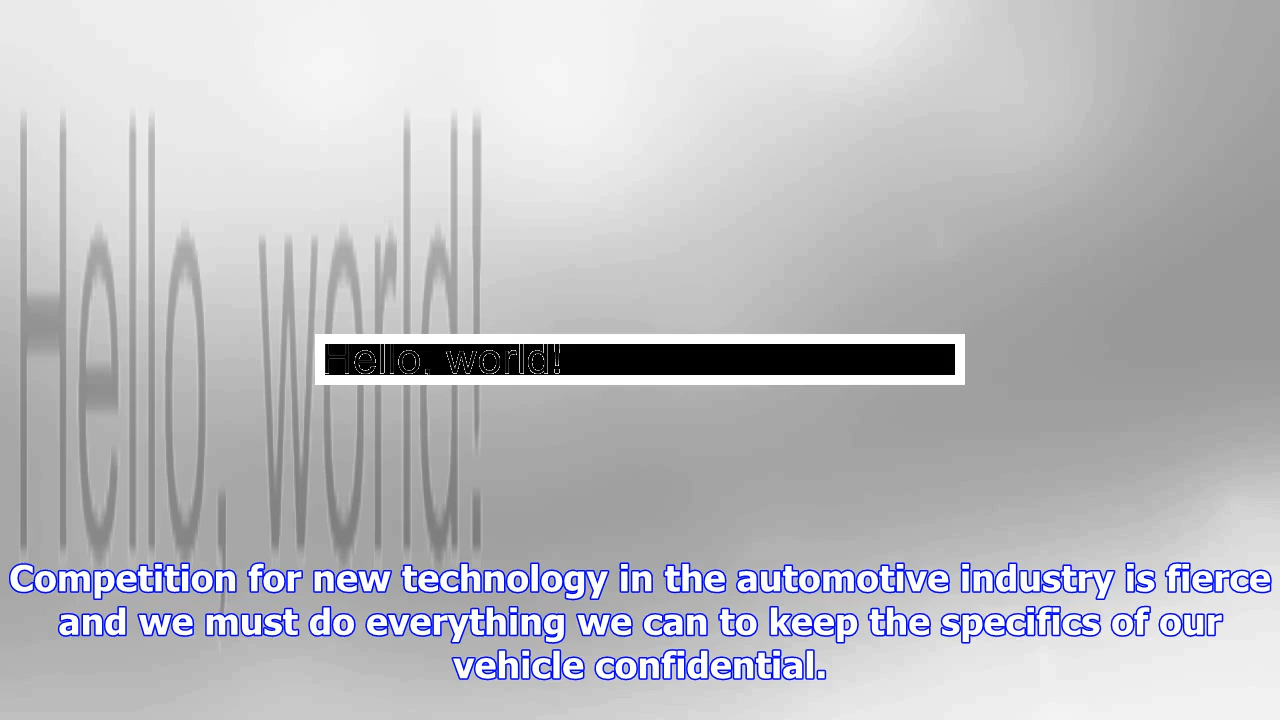 Hello, world!
Hello, world!
Competition for new technology in the automotive industry is fierce
and we must do everything we can to keep the specifics of our
vehicle confidential.